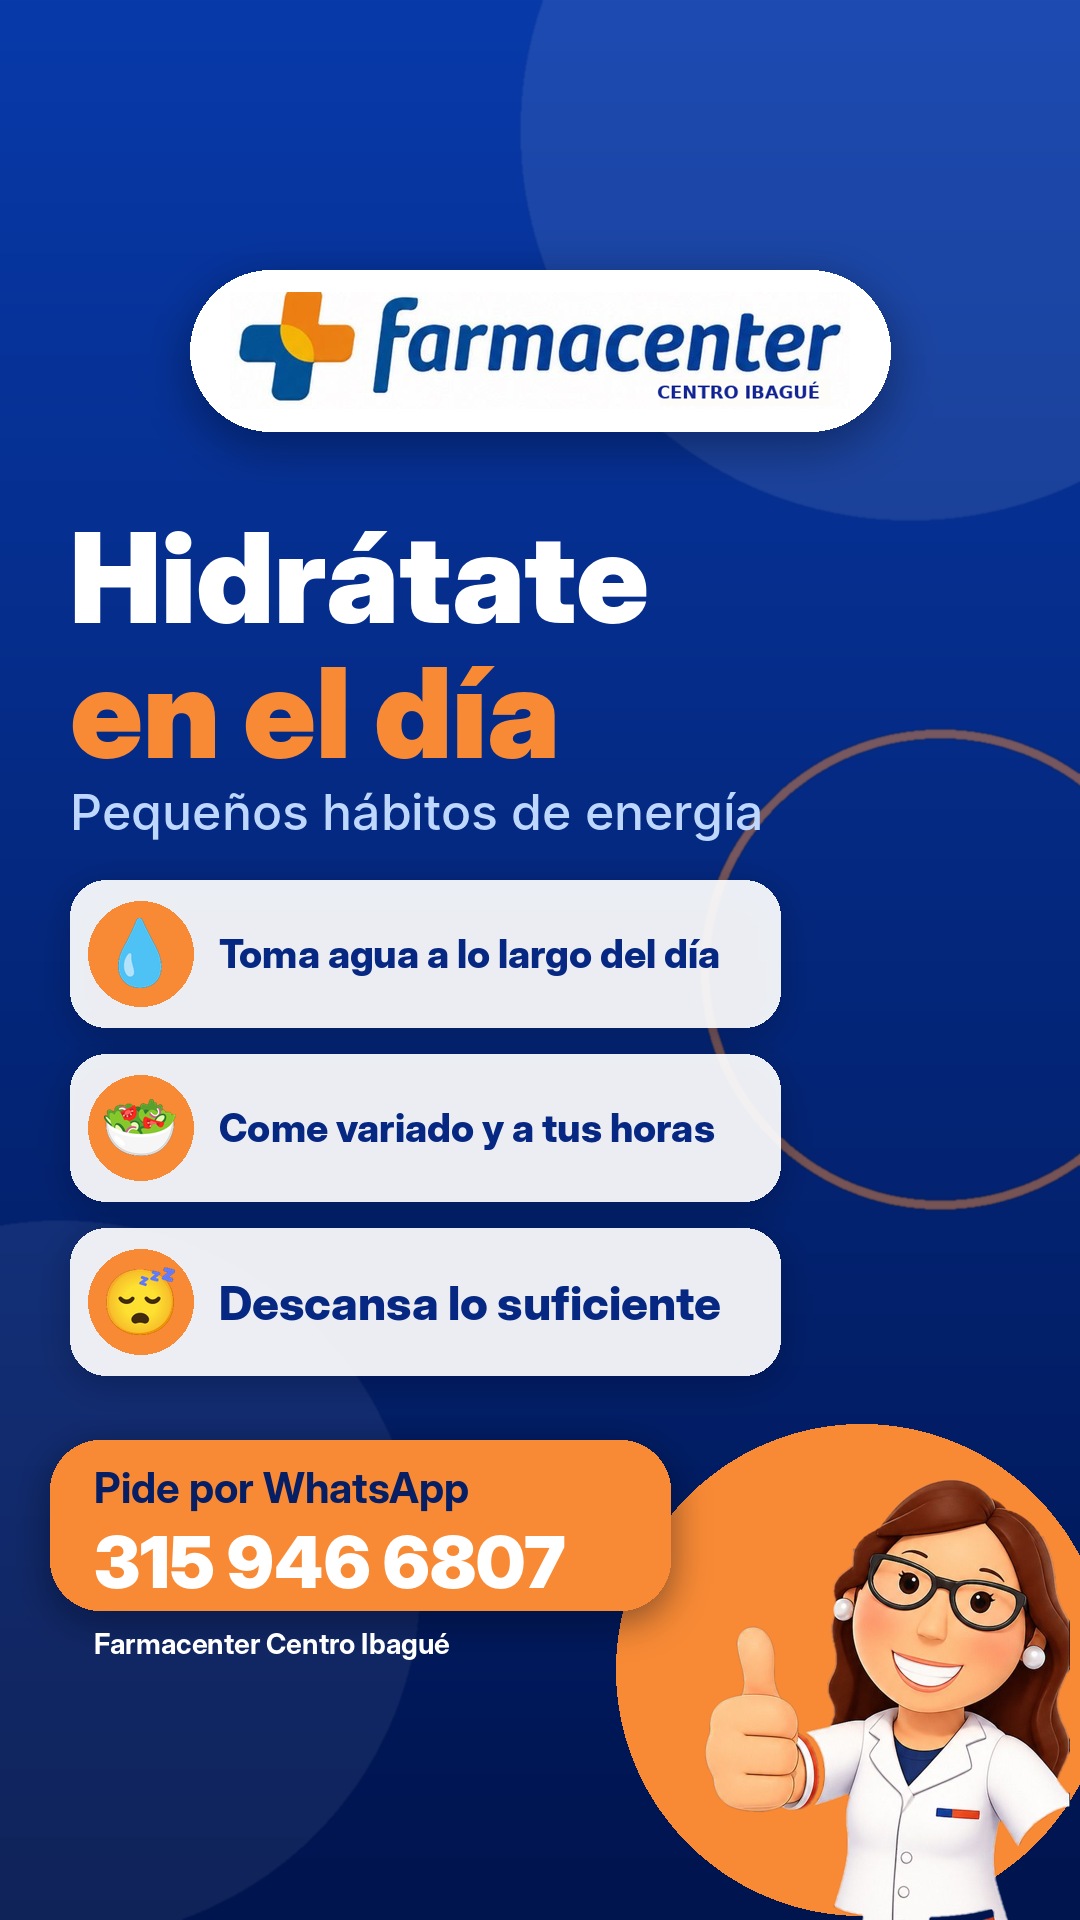 farmacenter
CENTRO IBAGUÉ
Hidrátate
en el día
Pequeños hábitos de energía
Toma agua a lo largo del día
Come variado y a tus horas
Descansa lo suficiente
Pide por WhatsApp
315 946 6807
Farmacenter Centro Ibagué